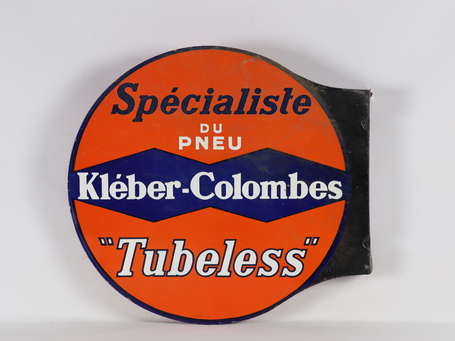 Spécialiste
DU
PNEU
Kléber-Colombes
"Tubeless"